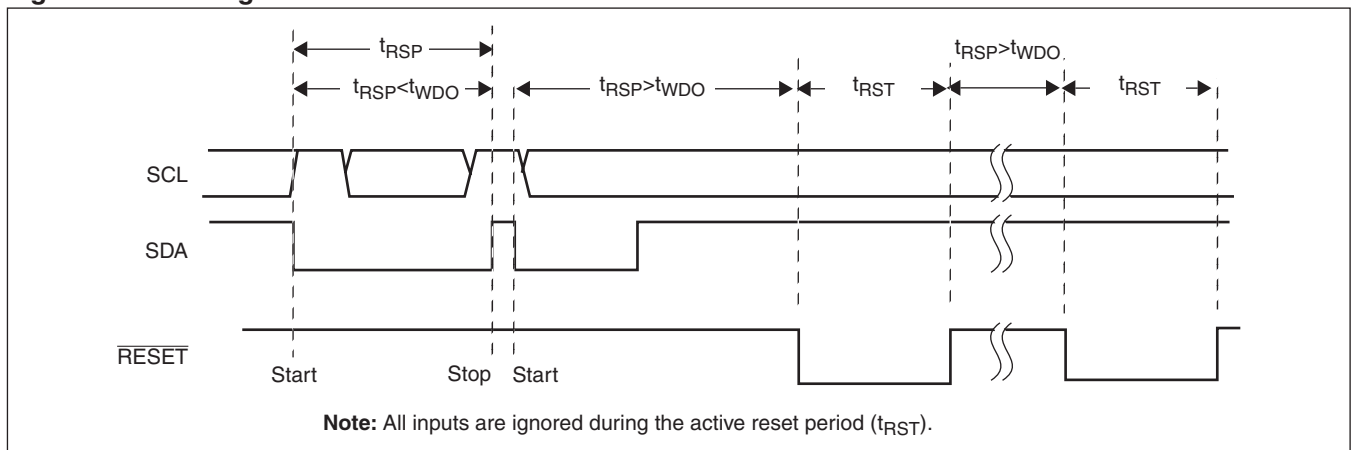 tRSP
tRSP<tWDO
tRSP>tWDO
tRST
tRSP>tWDO
tRST
SCL
SDA
RESET
Start
Stop
Start
Note: All inputs are ignored during the active reset period (tRST).